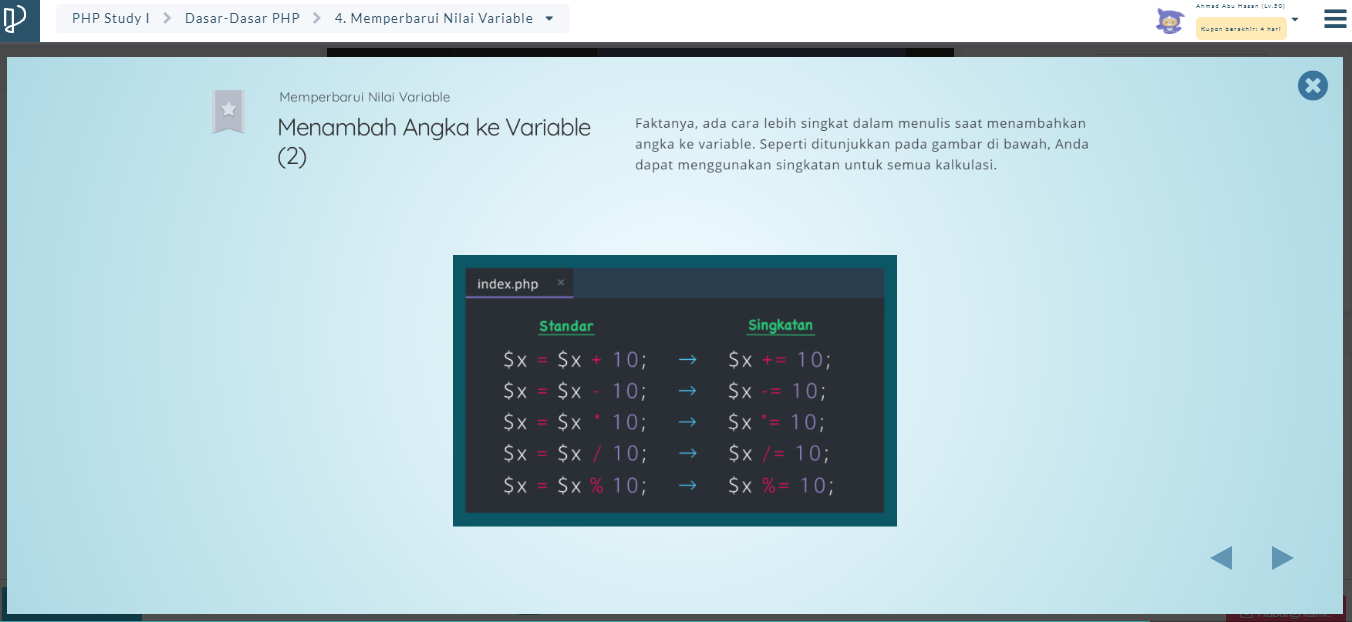 PHP Study I
Dasar-Dasar PHP
4. Memperbarui Nilai Variable
Ahmad Abu Hasan (Lv.50)
Kupon berakhir: 4 hari
Memperbarui Nilai Variable
Menambah Angka ke Variable
(2)
Faktanya, ada cara lebih singkat dalam menulis saat menambahkan
angka ke variable. Seperti ditunjukkan pada gambar di bawah, Anda
dapat menggunakan singkatan untuk semua kalkulasi.
index.php ×
Standar Singkatan
$x = $x + 10; → $x += 10;
$x = $x - 10; → $x -= 10;
$x = $x * 10; → $x *= 10;
$x = $x / 10; → $x /= 10;
$x = $x % 10; → $x %= 10;